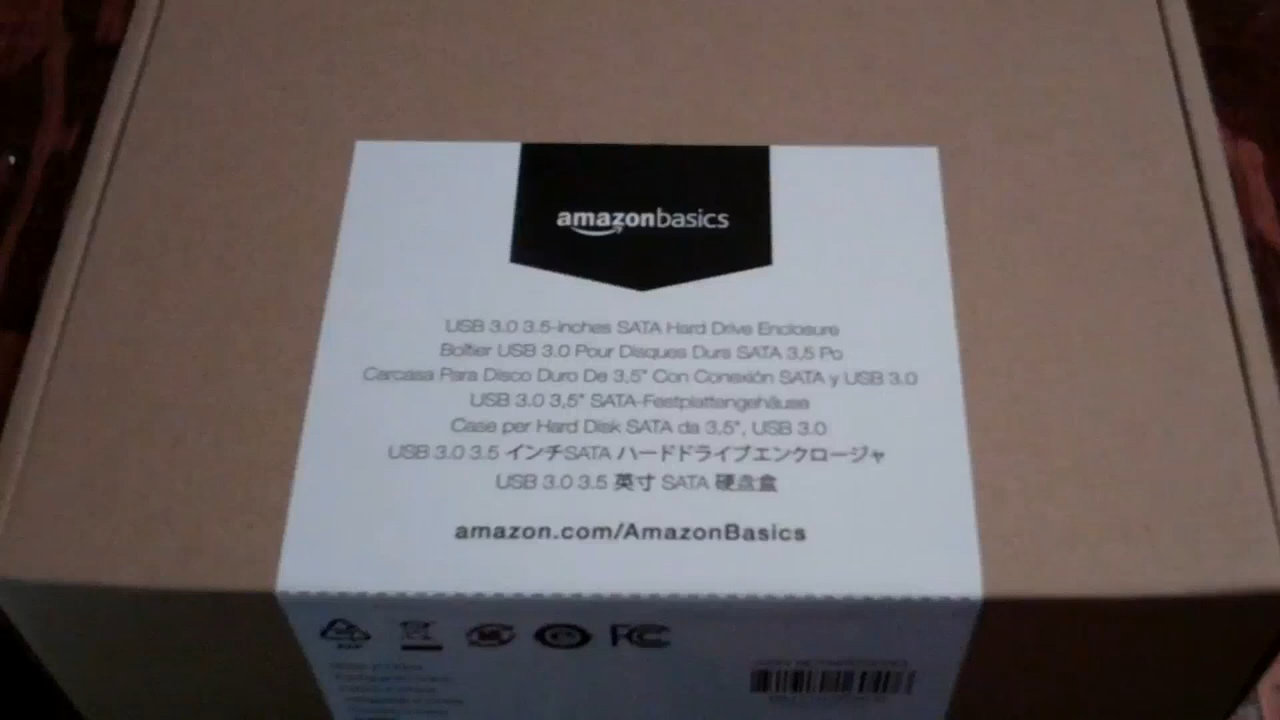 amazonbasics
USB 3.0 3.5-inches SATA Hard Drive Enclosure
Boîtier USB 3.0 Pour Disques Durs SATA 3,5 Po
Carcasa Para Disco Duro De 3,5" Con Conexión SATA y USB 3.0
USB 3.0 3,5" SATA-Festplattengehäuse
Case per Hard Disk SATA da 3,5", USB 3.0
USB 3.0 3.5 インチSATA ハードドライブエンクロージャ
USB 3.0 3.5 英寸 SATA 硬盘盒
amazon.com/AmazonBasics
FC